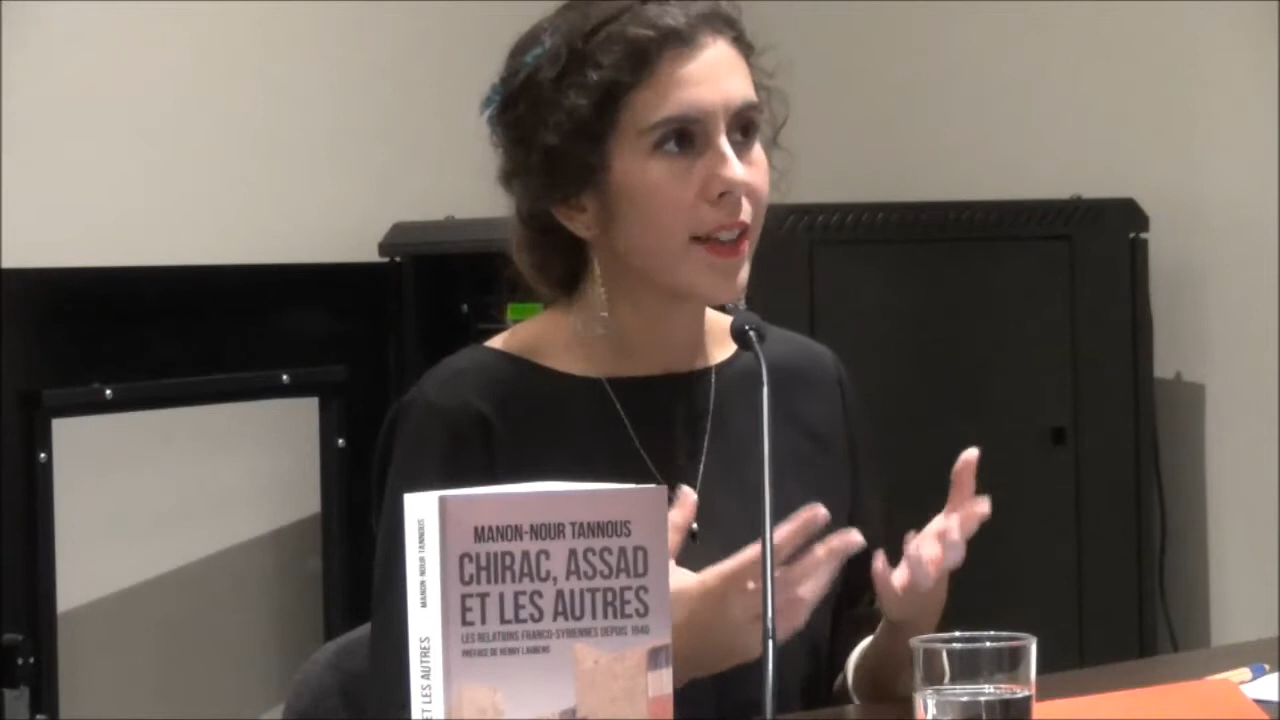 MANON-NOUR TANNOUS
CHIRAC, ASSAD
ET LES AUTRES
LES RELATIONS FRANCO-SYRIENNES DEPUIS 1946
PRÉFACE DE HENRY LAURENS
MANON-NOUR TANNOUS
ET LES AUTRES